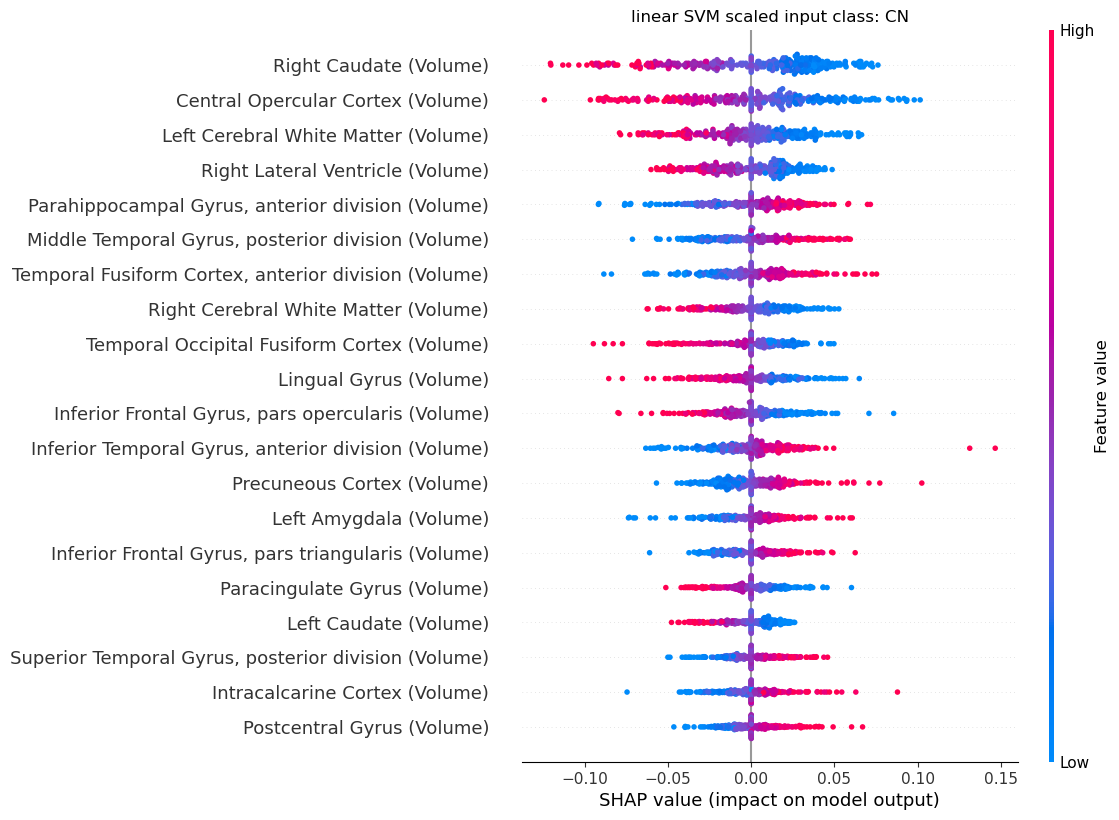 linear SVM scaled input class: CN
High
Right Caudate (Volume)
Central Opercular Cortex (Volume)
Left Cerebral White Matter (Volume)
Right Lateral Ventricle (Volume)
Parahippocampal Gyrus, anterior division (Volume)
Middle Temporal Gyrus, posterior division (Volume)
Temporal Fusiform Cortex, anterior division (Volume)
Right Cerebral White Matter (Volume)
Temporal Occipital Fusiform Cortex (Volume)
Lingual Gyrus (Volume)
Inferior Frontal Gyrus, pars opercularis (Volume)
Inferior Temporal Gyrus, anterior division (Volume)
Precuneous Cortex (Volume)
Left Amygdala (Volume)
Inferior Frontal Gyrus, pars triangularis (Volume)
Paracingulate Gyrus (Volume)
Left Caudate (Volume)
Superior Temporal Gyrus, posterior division (Volume)
Intracalcarine Cortex (Volume)
Postcentral Gyrus (Volume)
Feature value
Low
−0.10 −0.05 0.00 0.05 0.10 0.15
SHAP value (impact on model output)